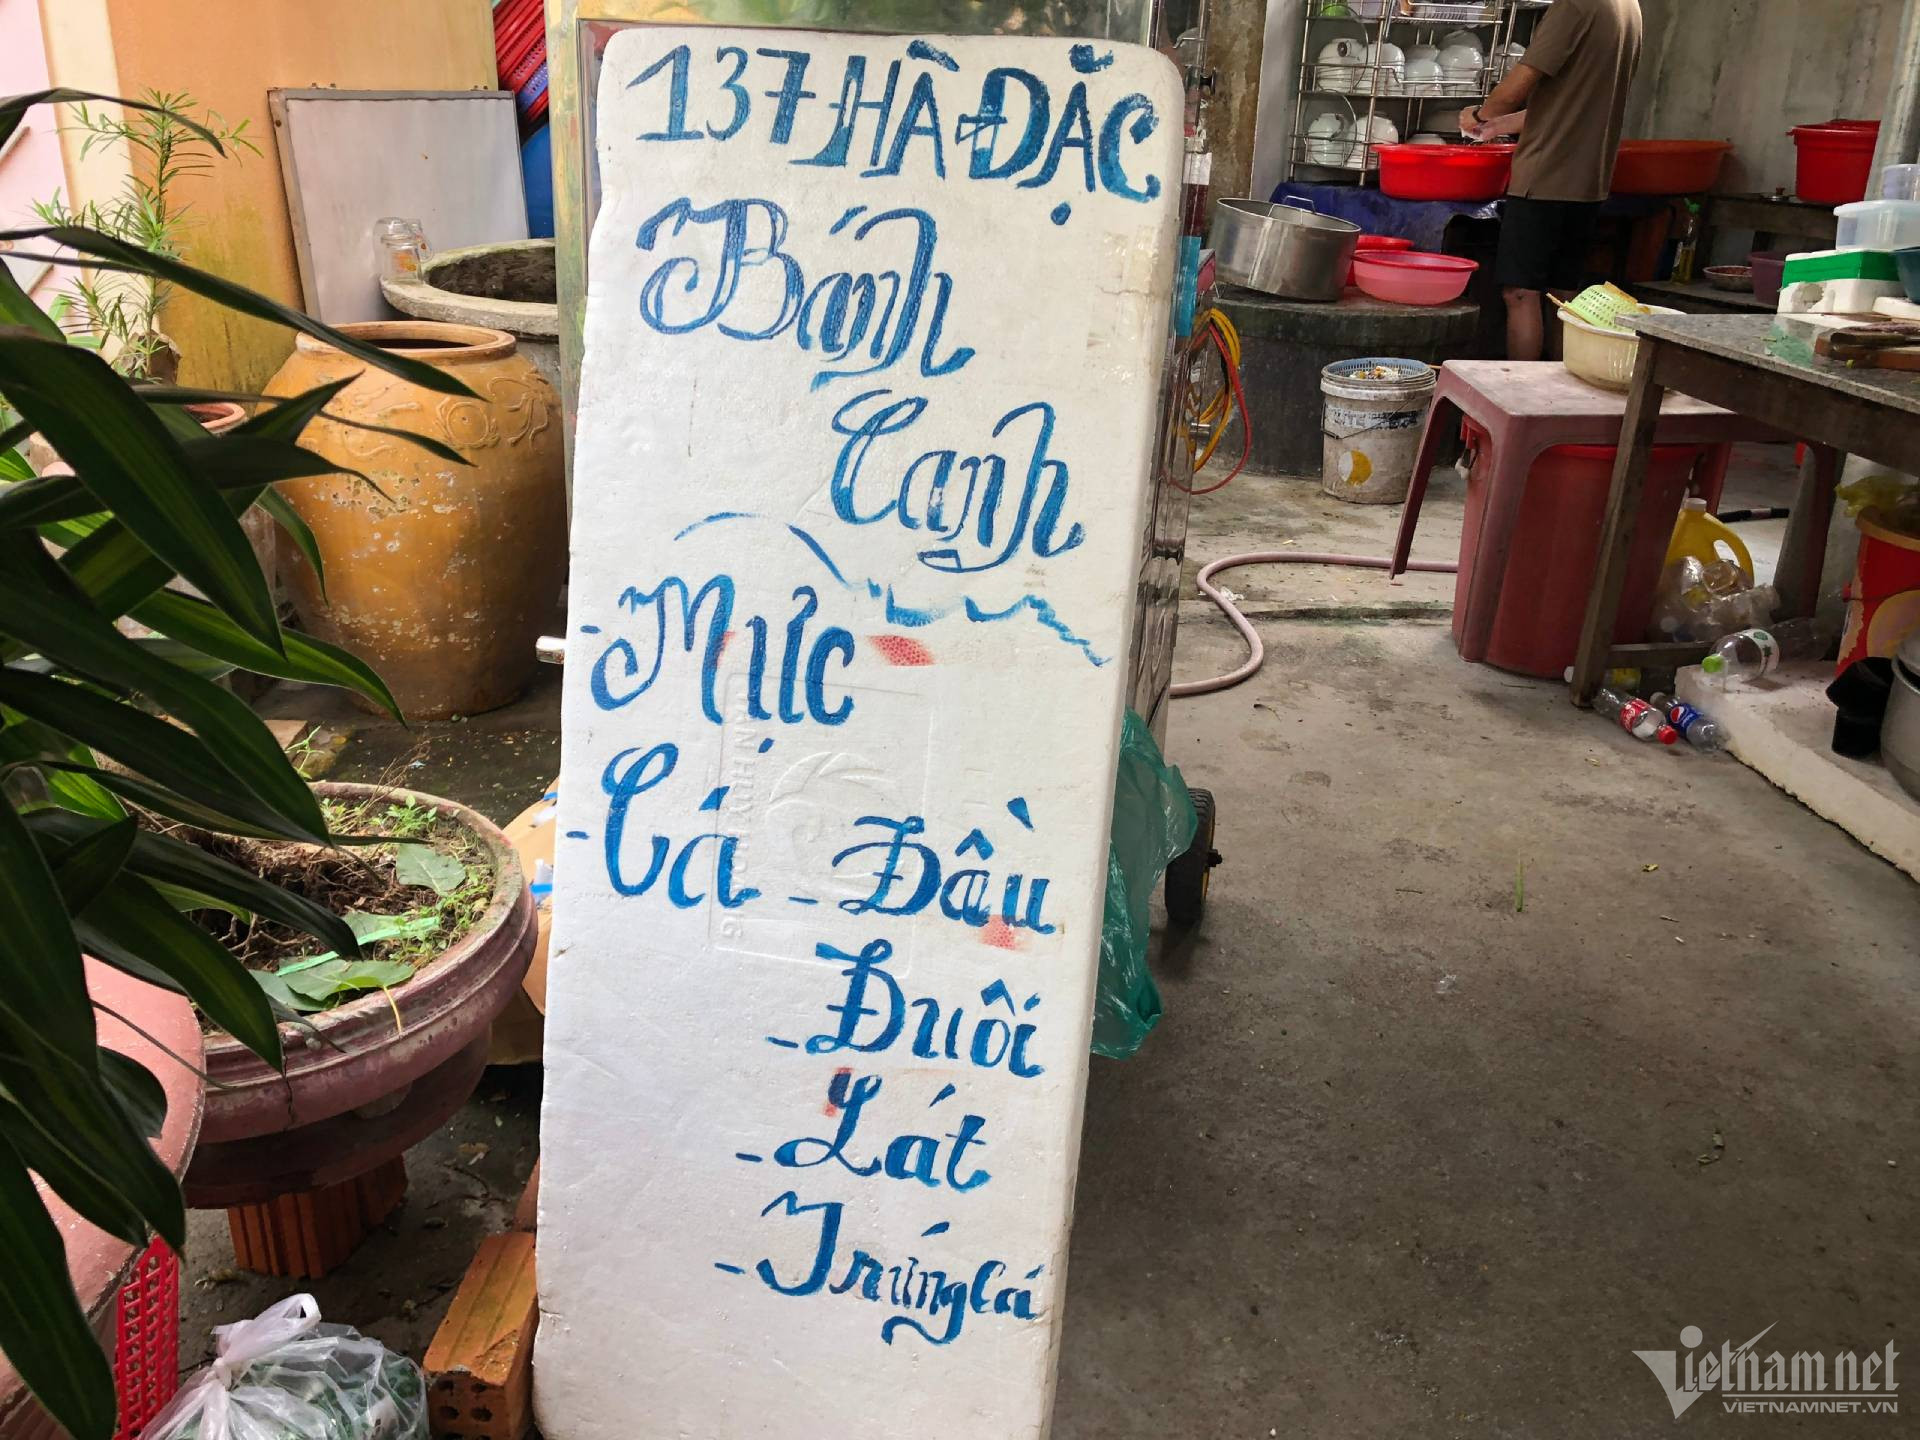 137 HÀ ĐẶC
Bánh
Canh
- Mực
- Cá - Đầu
- Đuôi
- Lát
- Trứng Cá
Vietnamnet
VIETNAMNET.VN